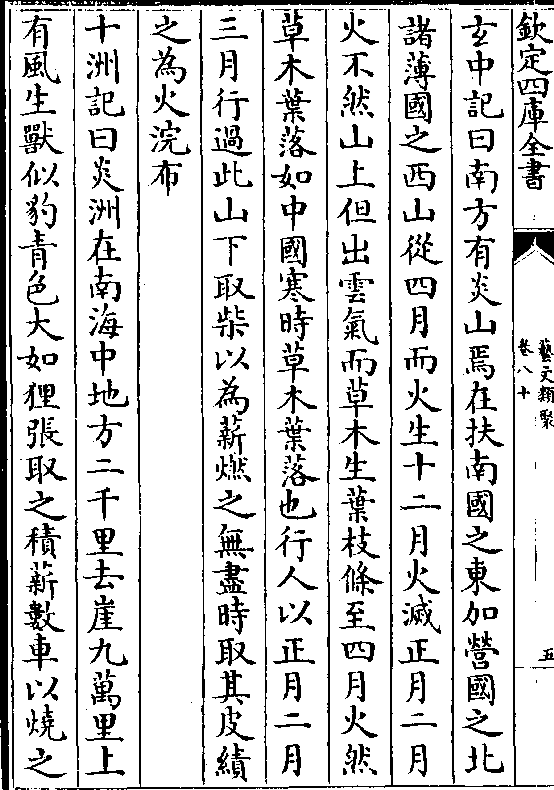 欽定四庫全書
藝文類聚
卷八十
五
玄中記曰南方有炎山焉在扶南國之東加營國之北
諸薄國之西山從四月而火生十二月火滅正月二月
火不然山上但出雲氣而草木生葉枝條至四月火然
草木葉落如中國寒時草木葉落也行人以正月二月
三月行過此山下取柴以為薪燃之無盡時取其皮績
之為火浣布
十洲記曰炎洲在南海中地方二千里去崖九萬里上
有風生獸似豹青色大如狸張取之積薪數車以燒之